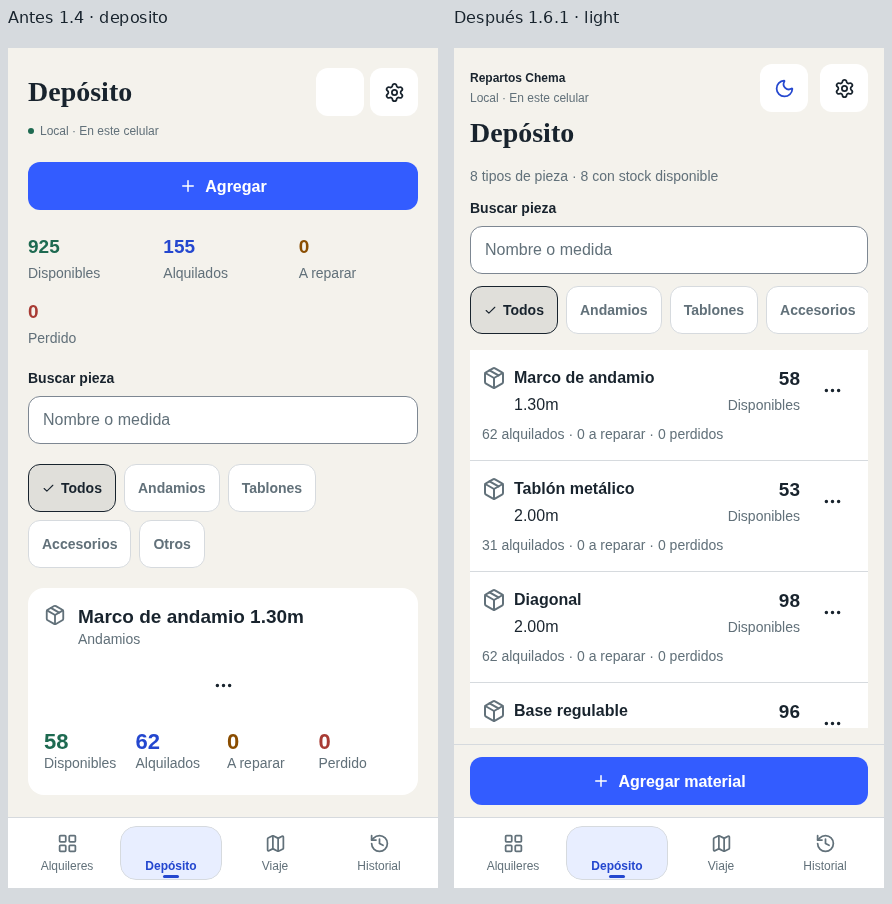 Antes 1.4 · deposito
Depósito
Local · En este celular
Agregar
925
155
0
Disponibles
Alquilados
A reparar
0
Perdido
Buscar pieza
Nombre o medida
Todos
Andamios
Tablones
Accesorios
Otros
Marco de andamio 1.30m
Andamios
58
62
0
0
Disponibles
Alquilados
A reparar
Perdido
Alquileres
Depósito
Viaje
Historial
Después 1.6.1 · light
Repartos Chema
Local · En este celular
Depósito
8 tipos de pieza · 8 con stock disponible
Buscar pieza
Nombre o medida
Todos
Andamios
Tablones
Accesorios
Marco de andamio
58
1.30m
Disponibles
62 alquilados · 0 a reparar · 0 perdidos
Tablón metálico
53
2.00m
Disponibles
31 alquilados · 0 a reparar · 0 perdidos
Diagonal
98
2.00m
Disponibles
62 alquilados · 0 a reparar · 0 perdidos
Base regulable
96
Agregar material
Alquileres
Depósito
Viaje
Historial